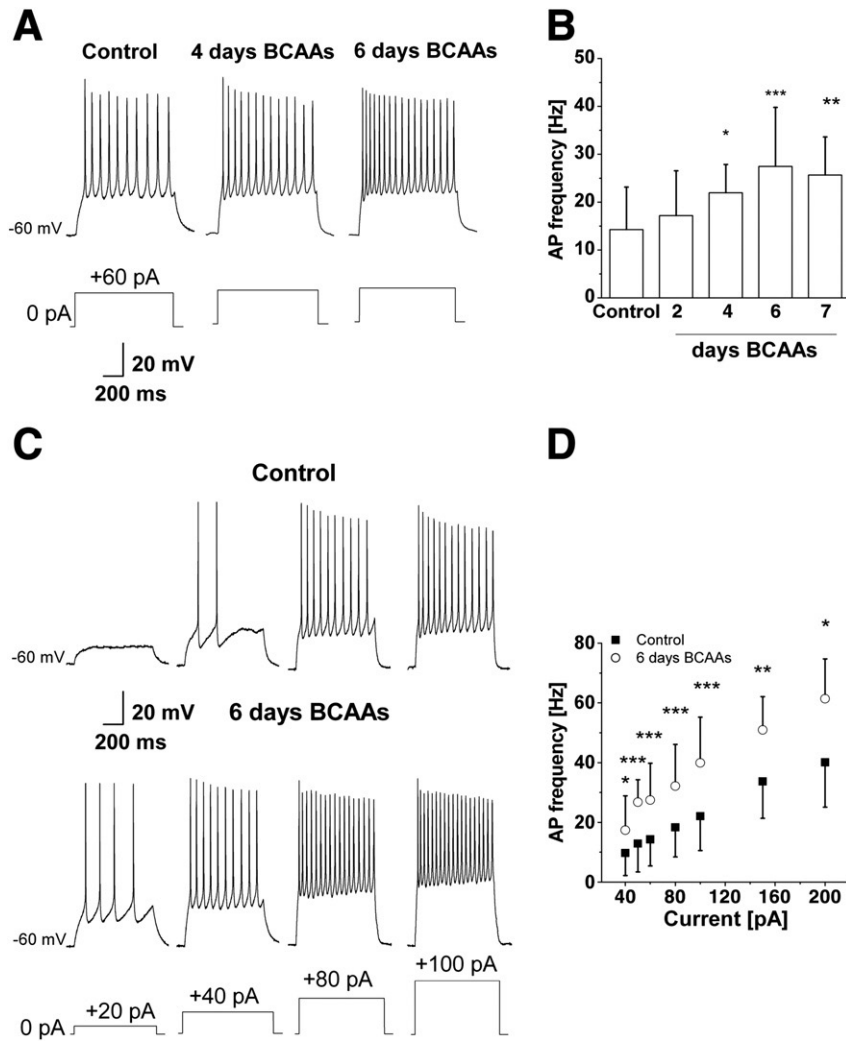 A
Control 4 days BCAAs 6 days BCAAs
-60 mV
+60 pA
0 pA
20 mV
200 ms
B
AP frequency [Hz]
50
40
30
20
10
0
* *** **
Control 2 4 6 7
days BCAAs
C
Control
-60 mV
20 mV
200 ms
6 days BCAAs
-60 mV
+20 pA +40 pA +80 pA +100 pA
0 pA
D
AP frequency [Hz]
80
60
40
20
0
Control
6 days BCAAs
* *** *** *** *** ** *
40 80 120 160 200
Current [pA]